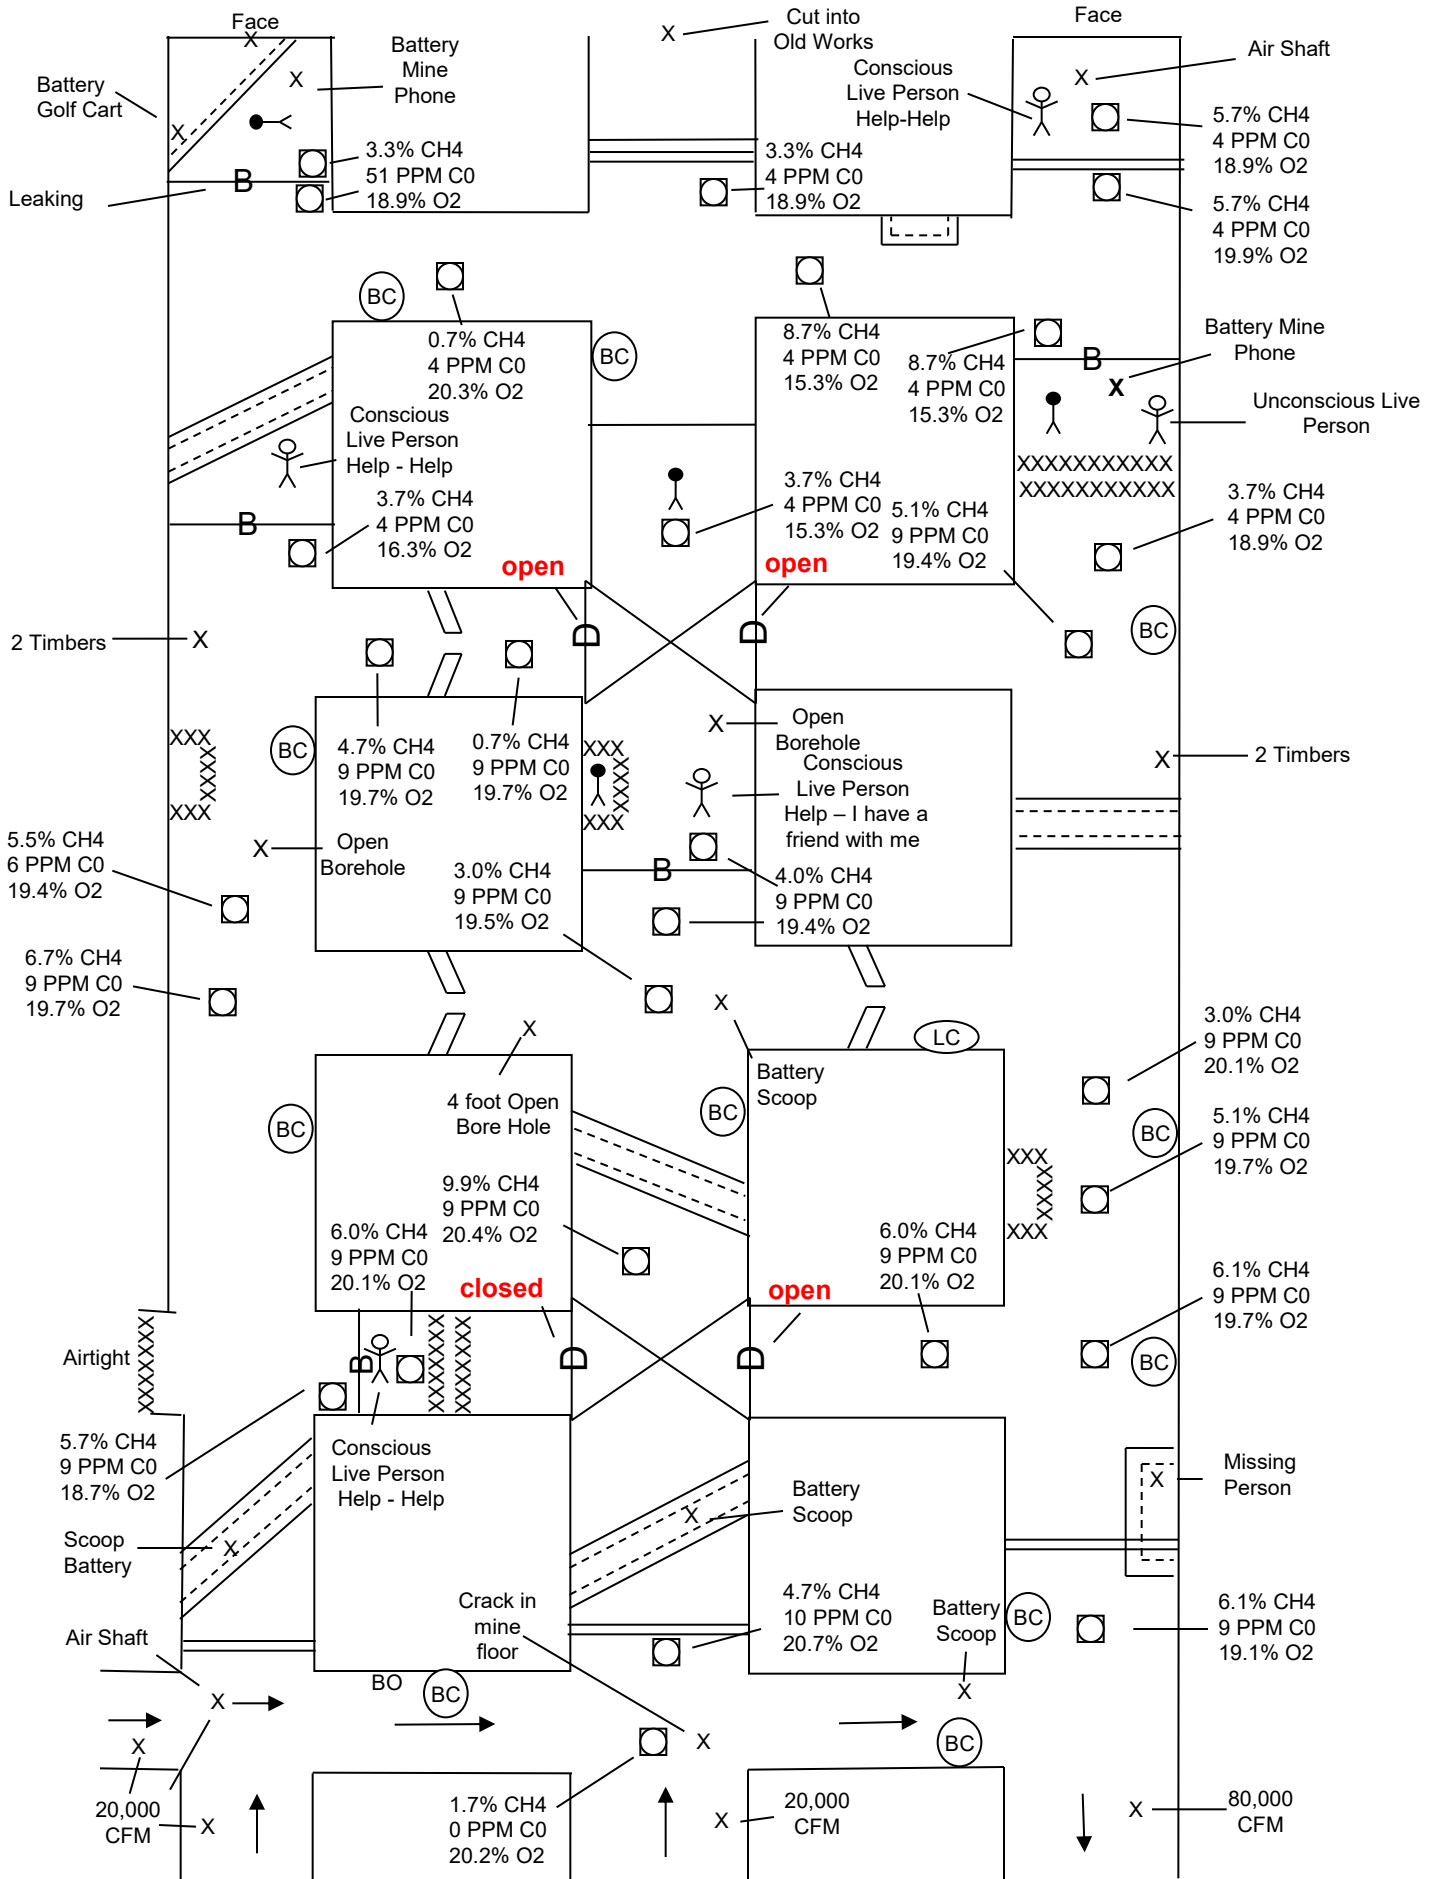 Face
X
Battery
Mine
Phone
X
Battery
Golf Cart
X
Leaking
B
3.3% CH4
51 PPM C0
18.9% O2
X
Cut into
Old Works
Face
Air Shaft
X
Conscious
Live Person
Help-Help
3.3% CH4
4 PPM C0
18.9% O2
5.7% CH4
4 PPM C0
18.9% O2
5.7% CH4
4 PPM C0
19.9% O2
BC
0.7% CH4
4 PPM C0
20.3% O2
BC
Conscious
Live Person
Help - Help
3.7% CH4
4 PPM C0
16.3% O2
B
open
8.7% CH4
4 PPM C0
15.3% O2
8.7% CH4
4 PPM C0
15.3% O2
B
Battery Mine
Phone
X
Unconscious Live
Person
XXXXXXXXXXX
XXXXXXXXXXX
3.7% CH4
4 PPM C0
15.3% O2
5.1% CH4
9 PPM C0
19.4% O2
3.7% CH4
4 PPM C0
18.9% O2
open
D
D
BC
2 Timbers
X
XXX
XXXX
XXX
BC
4.7% CH4
9 PPM C0
19.7% O2
0.7% CH4
9 PPM C0
19.7% O2
XXX
XXXX
XXX
X
Open
Borehole
Conscious
Live Person
Help – I have a
friend with me
X
2 Timbers
5.5% CH4
6 PPM C0
19.4% O2
X
Open
Borehole
3.0% CH4
9 PPM C0
19.5% O2
B
4.0% CH4
9 PPM C0
19.4% O2
6.7% CH4
9 PPM C0
19.7% O2
X
4 foot Open
Bore Hole
BC
X
Battery
Scoop
BC
LC
3.0% CH4
9 PPM C0
20.1% O2
BC
5.1% CH4
9 PPM C0
19.7% O2
XXX
XXXX
XXX
9.9% CH4
9 PPM C0
20.4% O2
6.0% CH4
9 PPM C0
20.1% O2
closed
open
6.0% CH4
9 PPM C0
20.1% O2
6.1% CH4
9 PPM C0
19.7% O2
BC
Airtight
XXXXXXXX
B
XXXXXXXX
XXXXXXXX
D
D
5.7% CH4
9 PPM C0
18.7% O2
Conscious
Live Person
Help - Help
Scoop
Battery
X
X
Battery
Scoop
X
Missing
Person
Crack in
mine
floor
4.7% CH4
10 PPM C0
20.7% O2
Battery
Scoop
X
BC
6.1% CH4
9 PPM C0
19.1% O2
Air Shaft
X
BO
BC
X
BC
X
20,000
CFM
X
1.7% CH4
0 PPM C0
20.2% O2
X
20,000
CFM
X
80,000
CFM